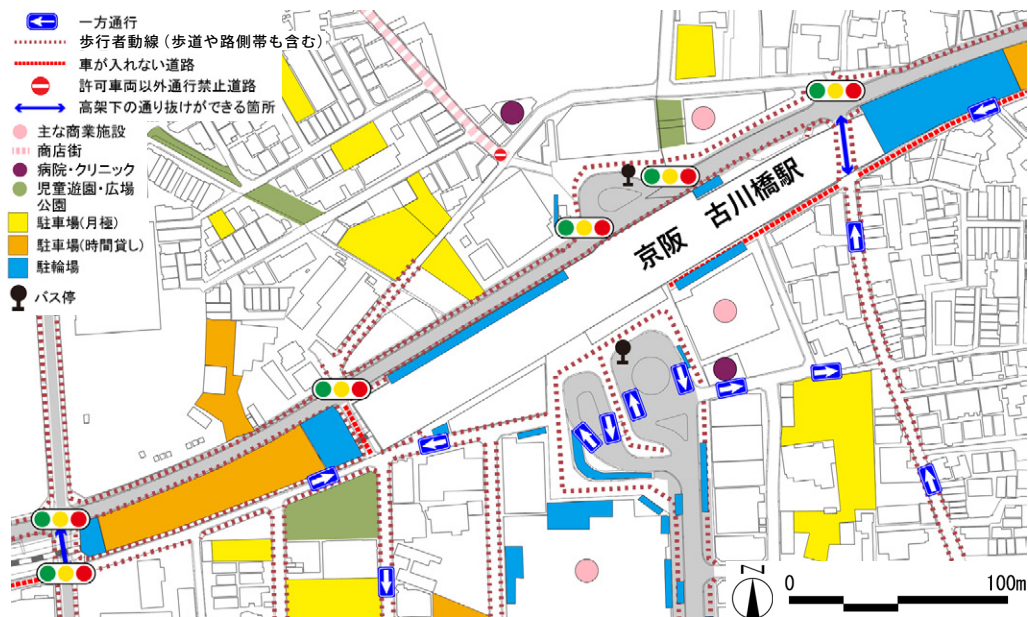 一方通行
歩行者動線（歩道や路側帯も含む）
車が入れない道路
許可車両以外通行禁止道路
高架下の通り抜けができる箇所
主な商業施設
商店街
病院・クリニック
児童遊園・広場
公園
駐車場(月極)
駐車場(時間貸し)
駐輪場
バス停
京阪 古川橋駅
N
0
100m